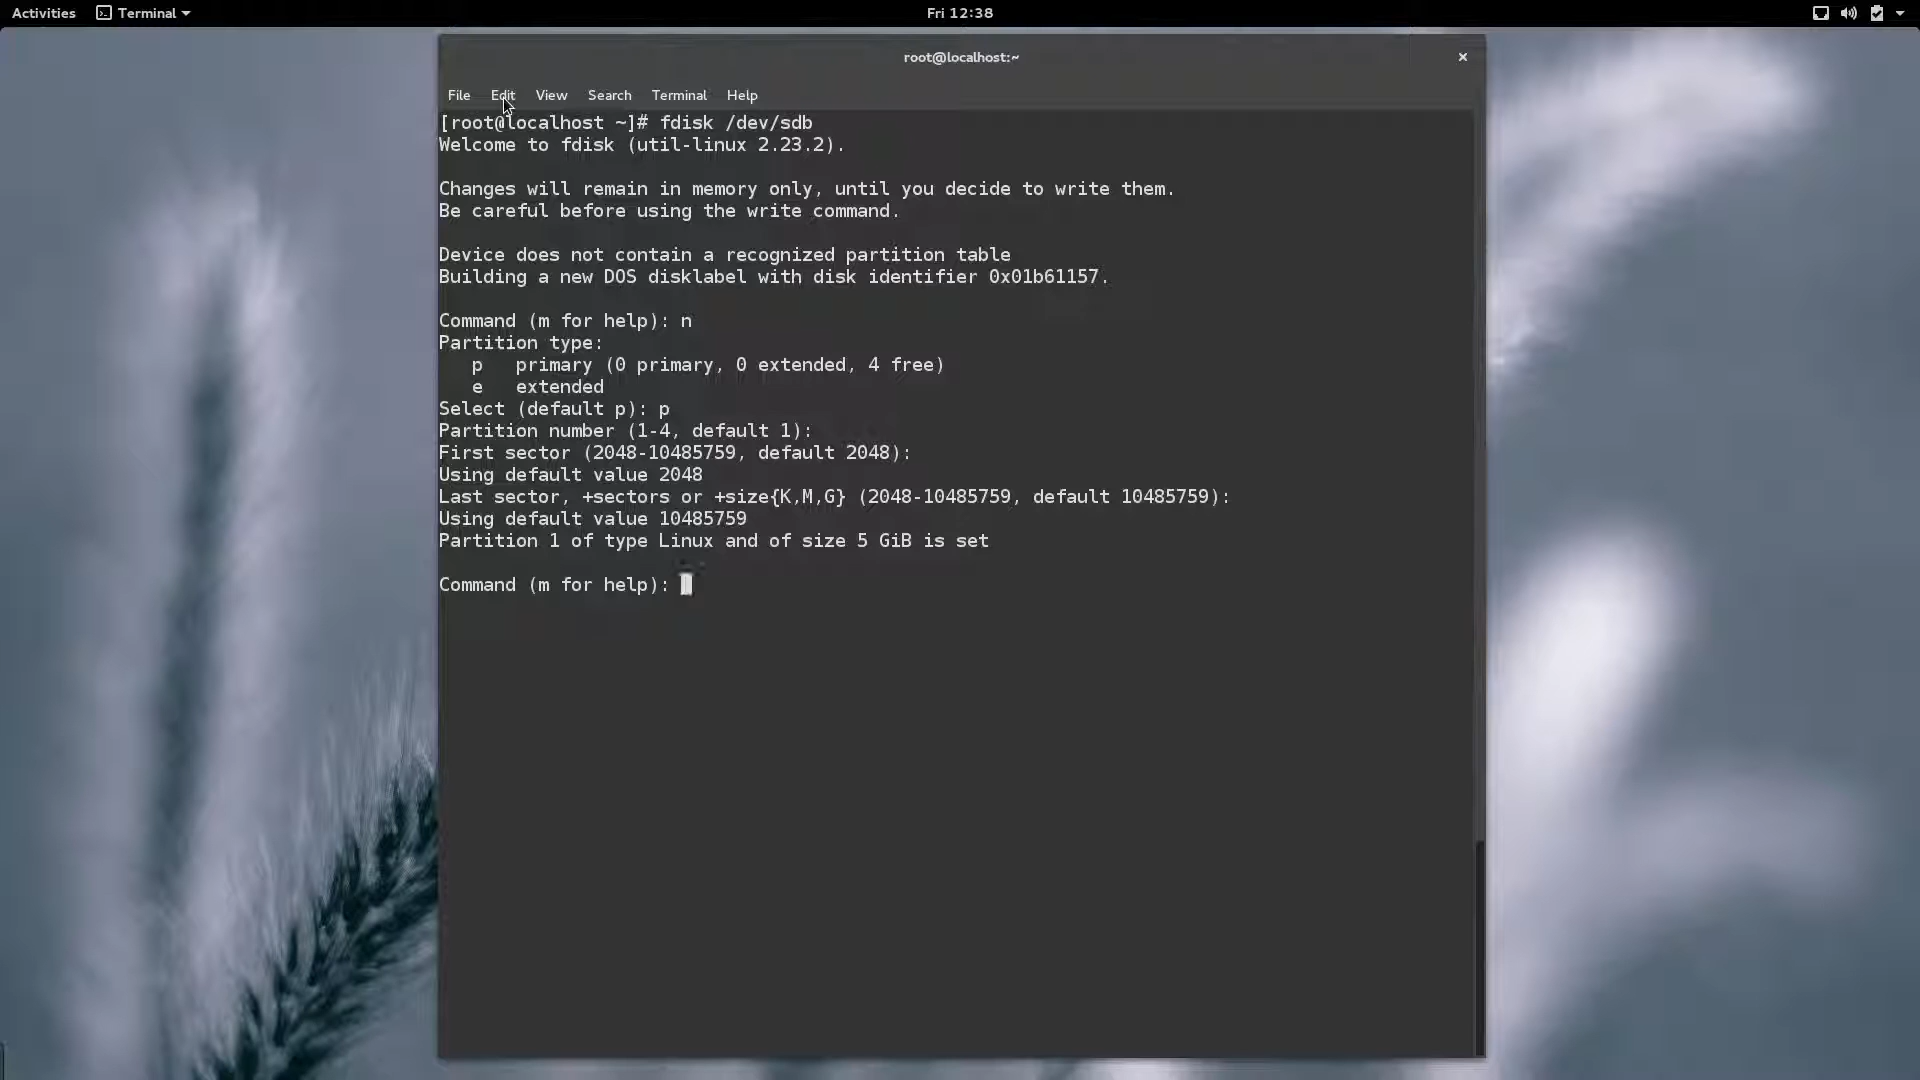 Activities Terminal Fri 12:38
root@localhost:~
File Edit View Search Terminal Help
[root@localhost ~]# fdisk /dev/sdb
Welcome to fdisk (util-linux 2.23.2).
Changes will remain in memory only, until you decide to write them.
Be careful before using the write command.
Device does not contain a recognized partition table
Building a new DOS disklabel with disk identifier 0x01b61157.
Command (m for help): n
Partition type:
p primary (0 primary, 0 extended, 4 free)
e extended
Select (default p): p
Partition number (1-4, default 1):
First sector (2048-10485759, default 2048):
Using default value 2048
Last sector, +sectors or +size{K,M,G} (2048-10485759, default 10485759):
Using default value 10485759
Partition 1 of type Linux and of size 5 GiB is set
Command (m for help):